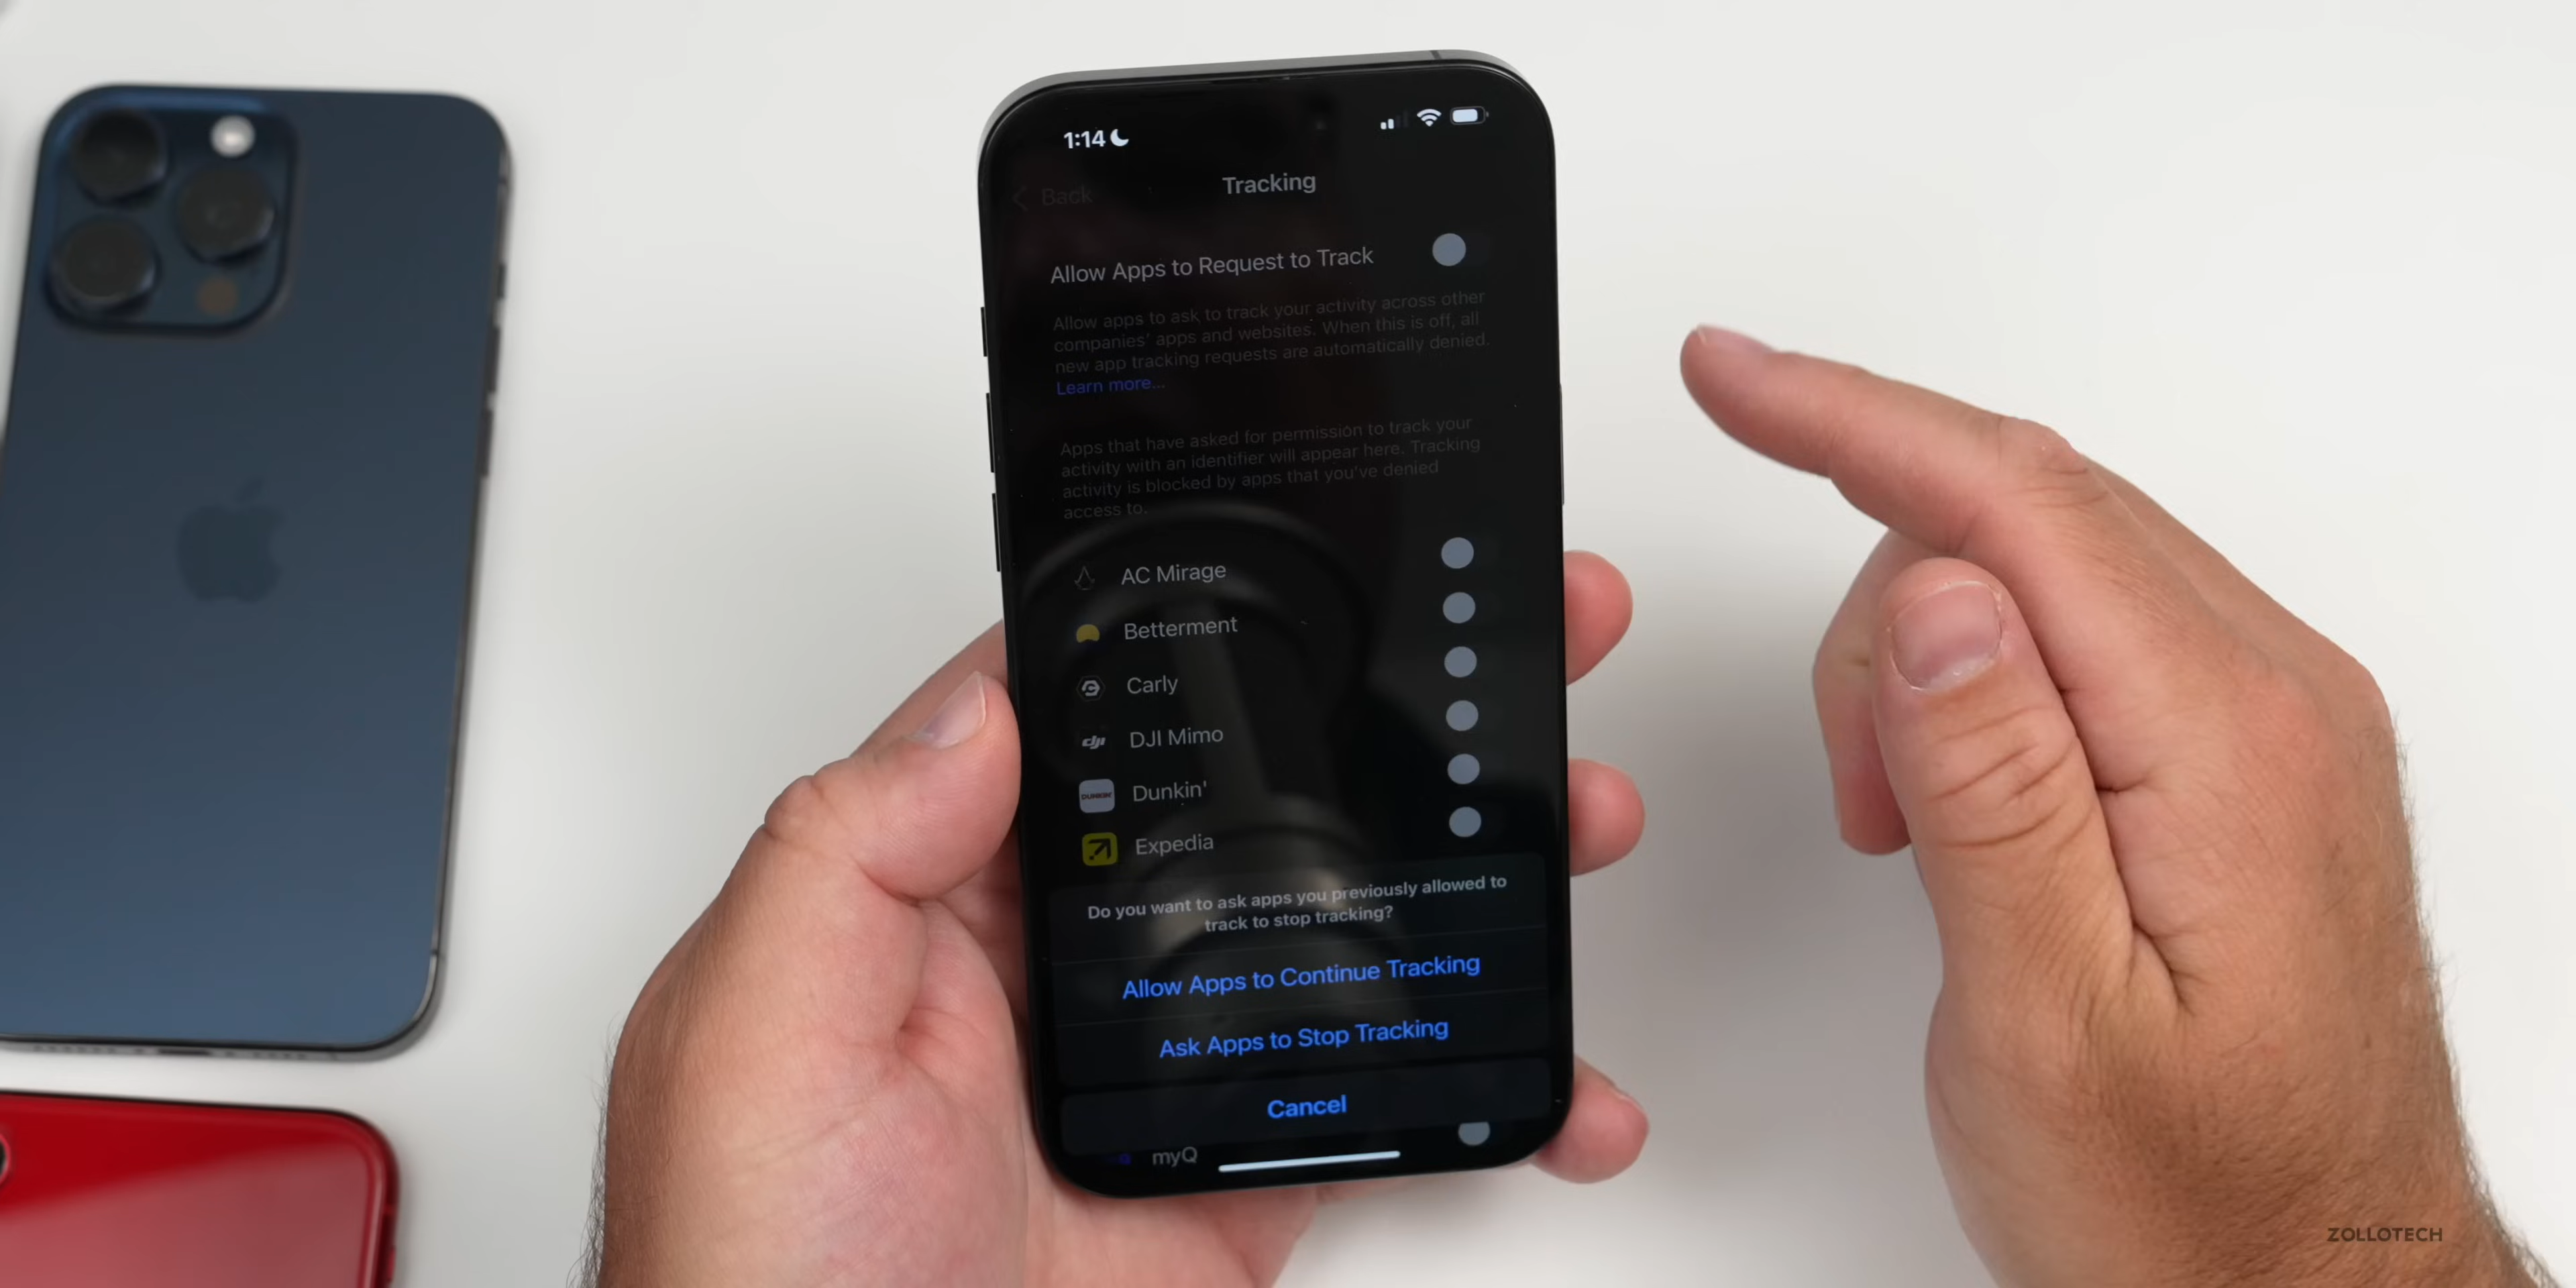 1:14
Back
Tracking
Allow Apps to Request to Track
Allow apps to ask to track your activity across other
companies' apps and websites. When this is off, all
new app tracking requests are automatically denied.
Learn more...
Apps that have asked for permission to track your
activity with an identifier will appear here. Tracking
activity is blocked by apps that you've denied
access to.
AC Mirage
Betterment
Carly
dji
DJI Mimo
DUNKIN'
Dunkin'
Expedia
Do you want to ask apps you previously allowed to
track to stop tracking?
Allow Apps to Continue Tracking
Ask Apps to Stop Tracking
Cancel
myQ
ZOLLOTECH